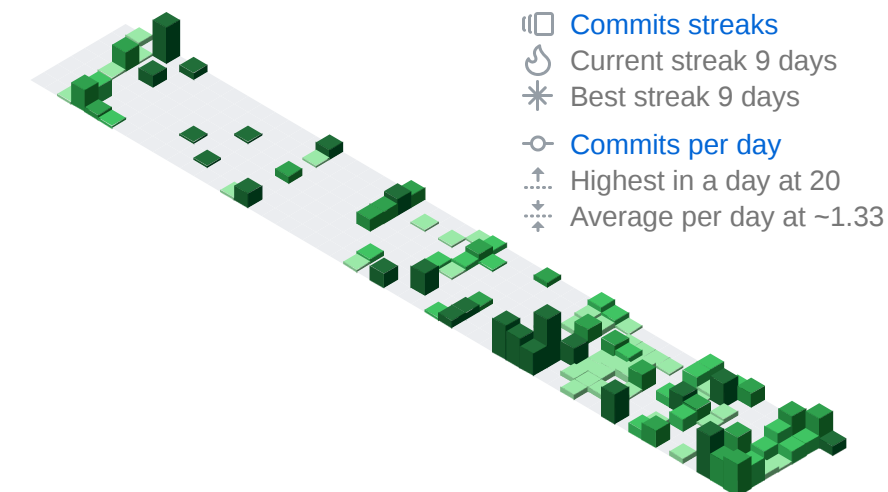 Commits streaks
Current streak 9 days
Best streak 9 days
Commits per day
Highest in a day at 20
Average per day at ~1.33